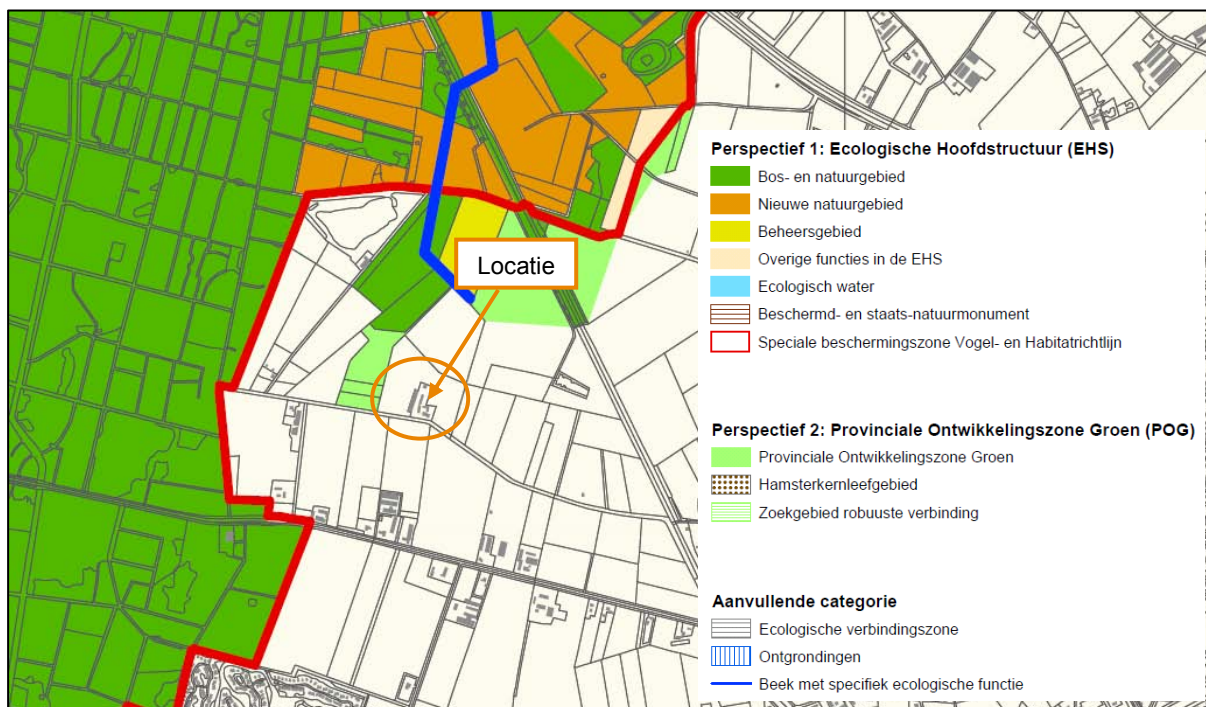 Locatie
Perspectief 1: Ecologische Hoofdstructuur (EHS)
Bos- en natuurgebied
Nieuwe natuurgebied
Beheersgebied
Overige functies in de EHS
Ecologisch water
Beschermd- en staats-natuurmonument
Speciale beschermingszone Vogel- en Habitatrichtlijn
Perspectief 2: Provinciale Ontwikkelingszone Groen (POG)
Provinciale Ontwikkelingszone Groen
Hamsterkernleefgebied
Zoekgebied robuuste verbinding
Aanvullende categorie
Ecologische verbindingszone
Ontgrondingen
Beek met specifiek ecologische functie